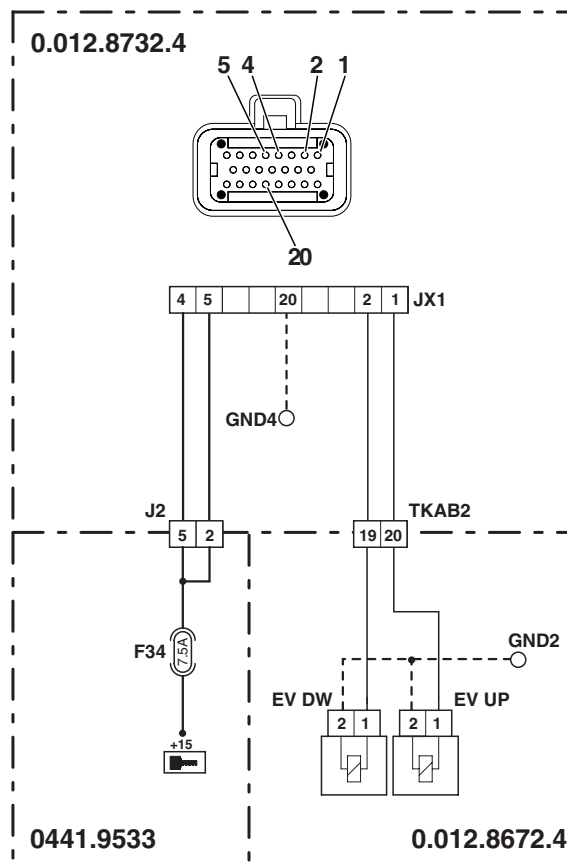 0.012.8732.4
5 4 2 1
20
4 5 20 2 1 JX1
GND4
J2 TKAB2
5 2 19 20
F34 7.5A
GND2
EV DW EV UP
2 1 2 1
+15
0441.9533 0.012.8672.4